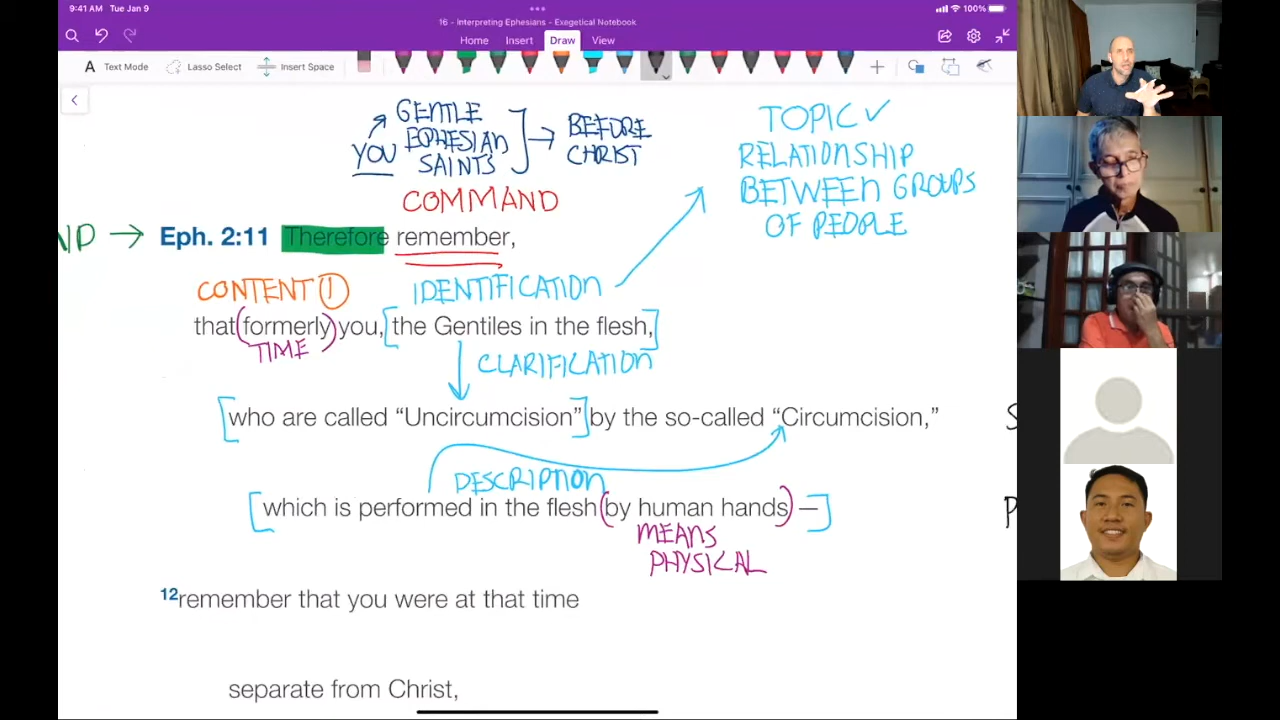 9:41 AM Tue Jan 9
100%
16 - Interpreting Ephesians - Exegetical Notebook
Home Insert Draw View
A Text Mode Lasso Select Insert Space
GENTLE
EPHESIAN
YOU SAINTS
BEFORE
CHRIST
TOPIC ✓
RELATIONSHIP
BETWEEN GROUPS
OF PEOPLE
COMMAND
→ Eph. 2:11 Therefore remember,
CONTENT ① IDENTIFICATION
that (formerly) you, [the Gentiles in the flesh,]
TIME
CLARIFICATION
[who are called “Uncircumcision”] by the so-called “Circumcision,”
DESCRIPTION
[which is performed in the flesh (by human hands) —]
MEANS
PHYSICAL
12 remember that you were at that time
separate from Christ,